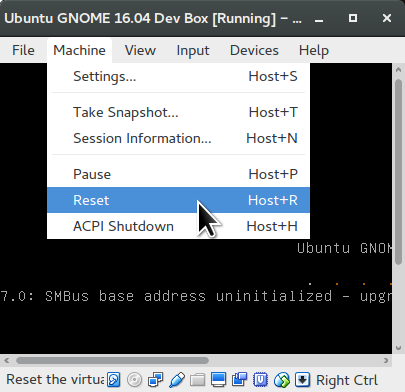 Ubuntu GNOME 16.04 Dev Box [Running] – ...
File Machine View Input Devices Help
Settings... Host+S
Take Snapshot... Host+T
Session Information... Host+N
Pause Host+P
Reset Host+R
ACPI Shutdown Host+H
Ubuntu GNOM
7.0: SMBus base address uninitialized - upgr
Reset the virtua Right Ctrl